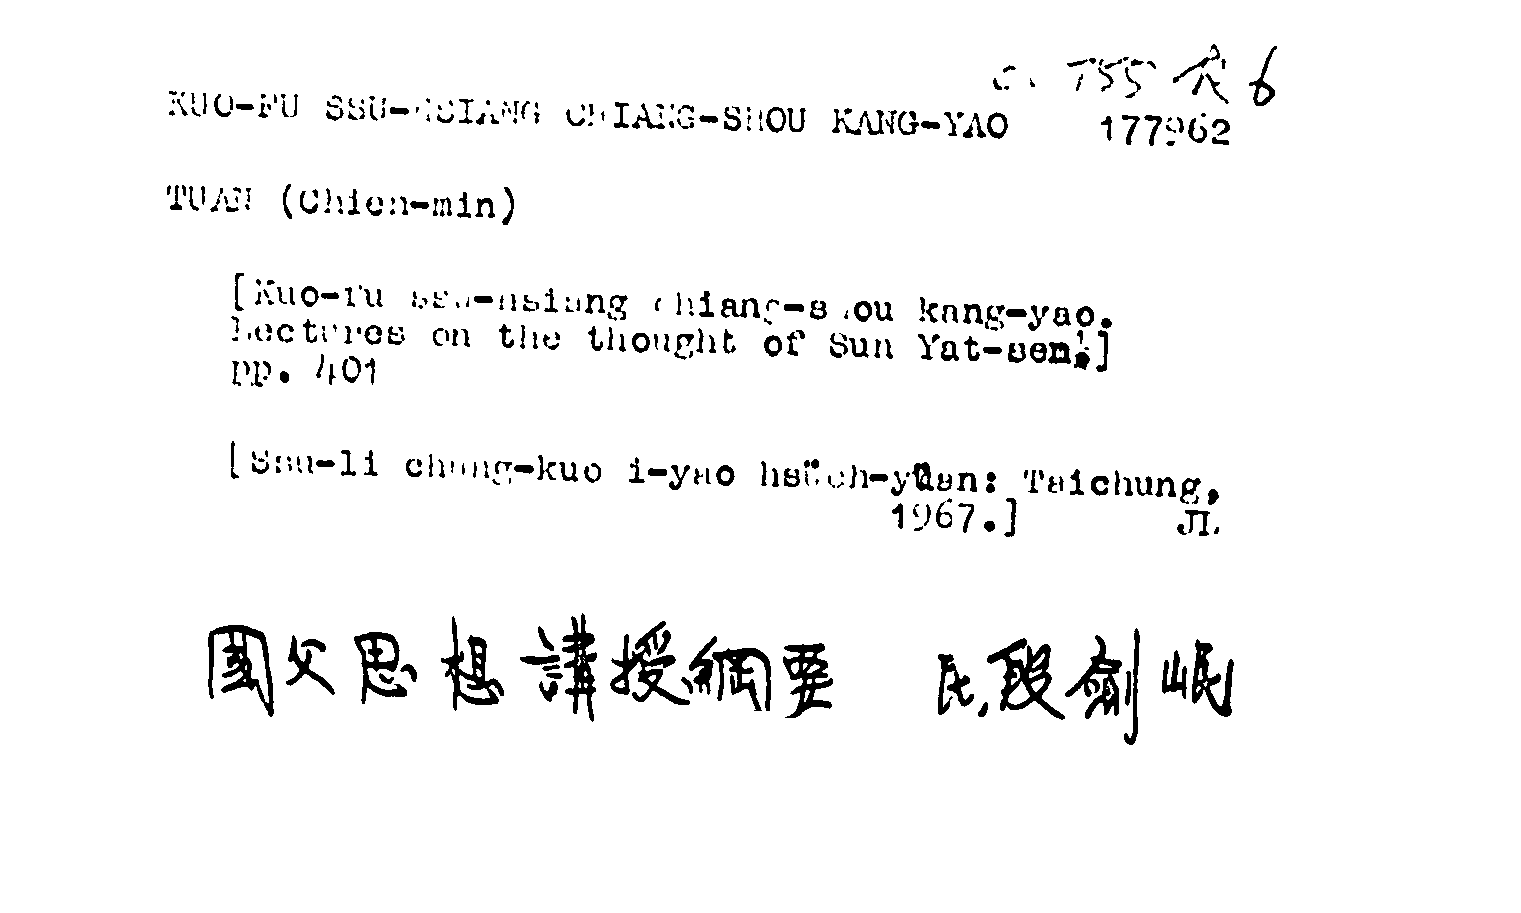 C. 755
KUO-FU SSU-HSIANG CHIANG-SHOU KANG-YAO 177962
TUAN (Chien-min)
[Kuo-fu ssu-hsiang chiang-shou kang-yao.
Lectures on the thought of Sun Yat-sen.]
pp. 401
[Ssu-li chung-kuo i-yao hsüeh-yüan: Taichung,
1967.] JL.
國父思想講授綱要 民,段劍岷